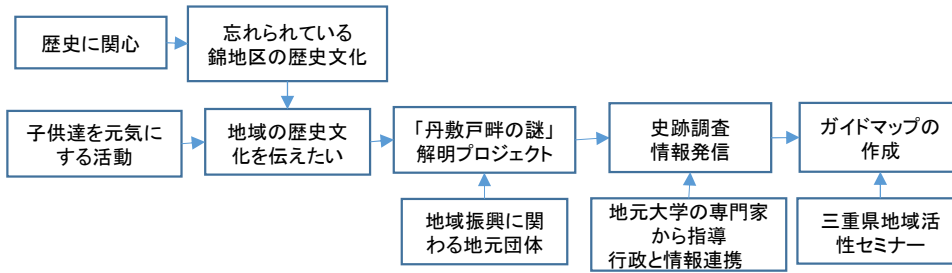 歴史に関心
忘れられている
錦地区の歴史文化
子供達を元気に
する活動
地域の歴史文
化を伝えたい
「丹敷戸畔の謎」
解明プロジェクト
史跡調査
情報発信
ガイドマップの
作成
地域振興に関
わる地元団体
地元大学の専門家
から指導
行政と情報連携
三重県地域活
性セミナー